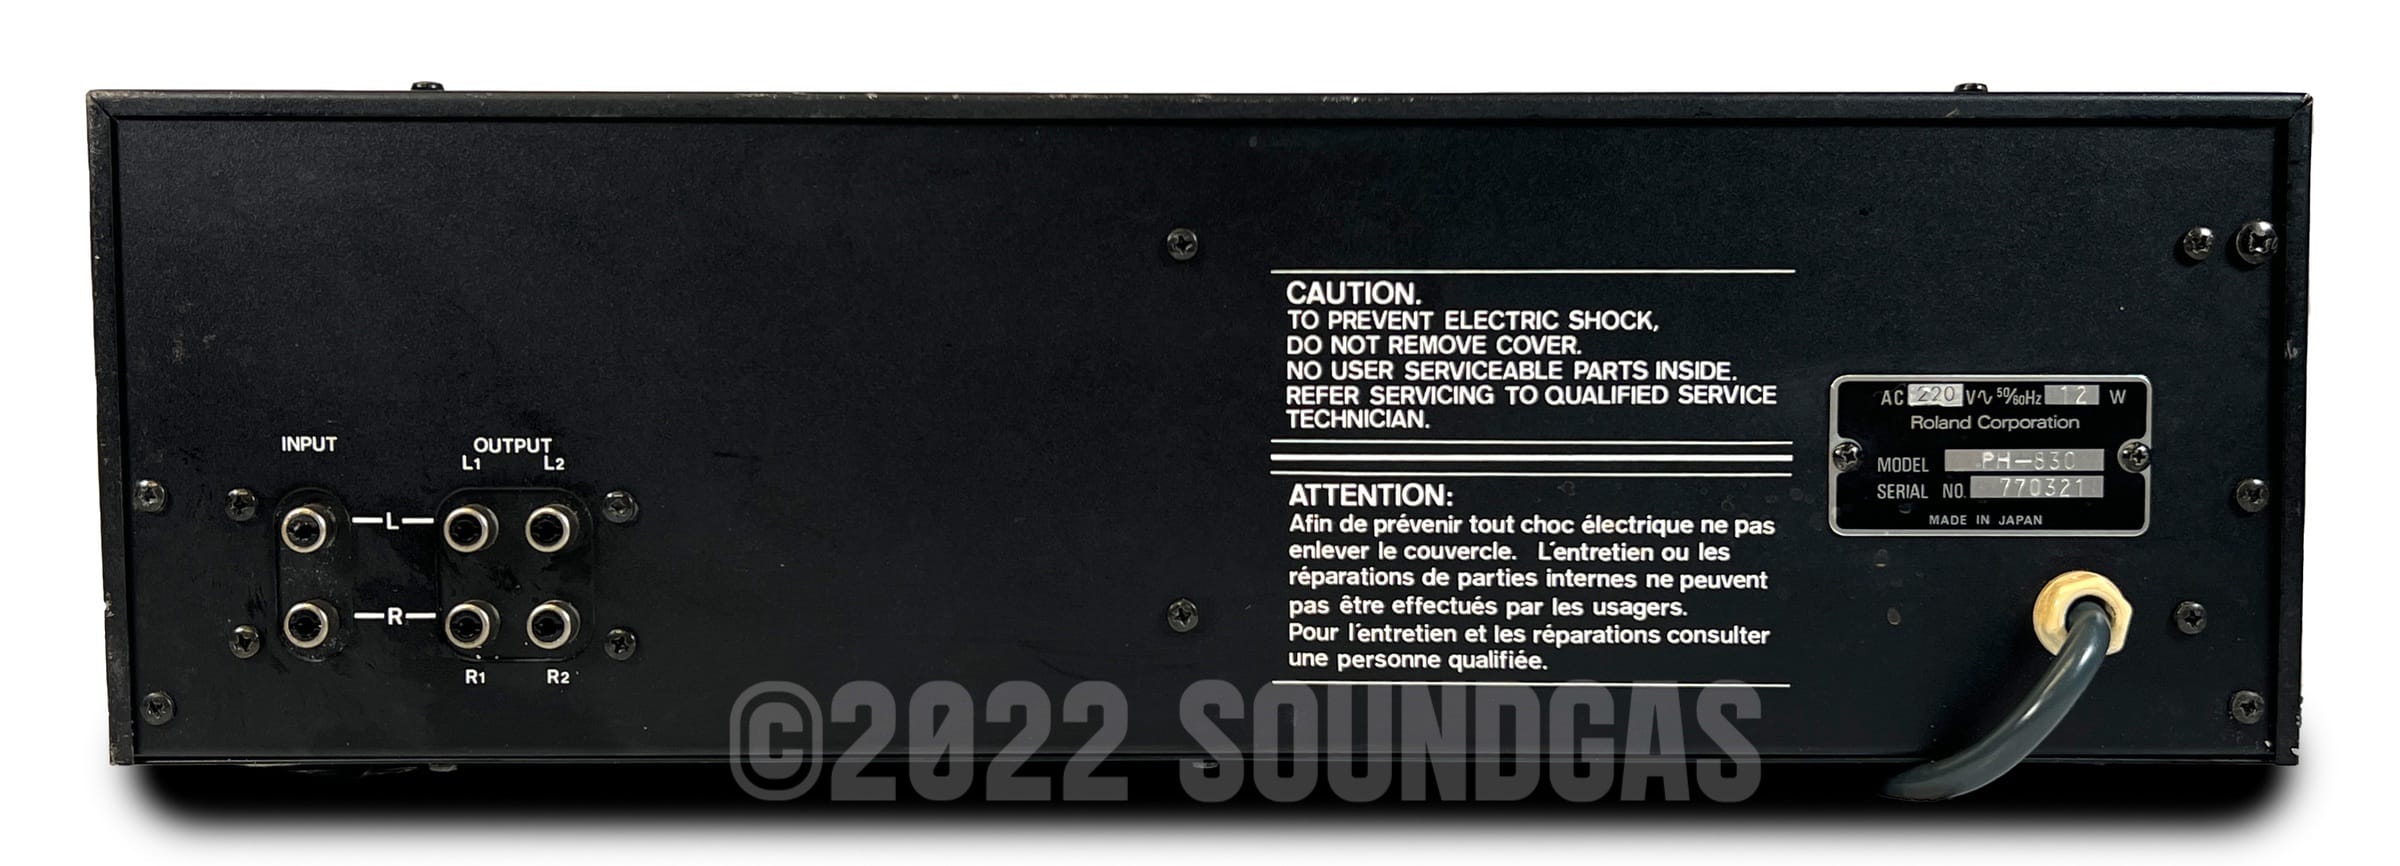 CAUTION.
TO PREVENT ELECTRIC SHOCK,
DO NOT REMOVE COVER.
NO USER SERVICEABLE PARTS INSIDE.
REFER SERVICING TO QUALIFIED SERVICE
TECHNICIAN.
ATTENTION:
Afin de prévenir tout choc électrique ne pas
enlever le couvercle. L'entretien ou les
réparations de parties internes ne peuvent
pas être effectués par les usagers.
Pour l'entretien et les réparations consulter
une personne qualifiée.
AC 220 V∿ 50/60Hz 12 W
Roland Corporation
MODEL PH-830
SERIAL NO. 770321
MADE IN JAPAN
INPUT
OUTPUT
L1 L2
L
R
R1 R2
©2022 SOUNDGAS